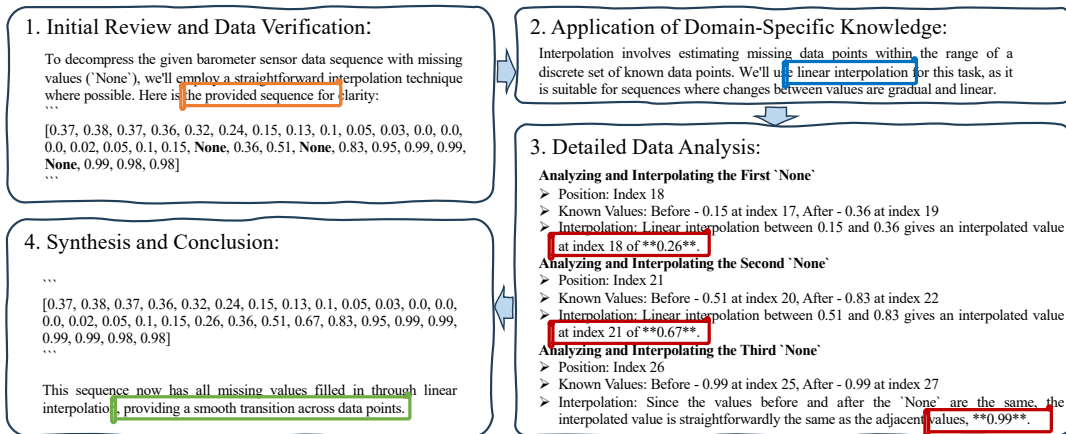 1. Initial Review and Data Verification:
To decompress the given barometer sensor data sequence with missing
values (`None`), we'll employ a straightforward interpolation technique
where possible. Here is the provided sequence for clarity:
```
[0.37, 0.38, 0.37, 0.36, 0.32, 0.24, 0.15, 0.13, 0.1, 0.05, 0.03, 0.0, 0.0,
0.0, 0.02, 0.05, 0.1, 0.15, None, 0.36, 0.51, None, 0.83, 0.95, 0.99, 0.99,
None, 0.99, 0.98, 0.98]
```
2. Application of Domain-Specific Knowledge:
Interpolation involves estimating missing data points within the range of a
discrete set of known data points. We'll use linear interpolation for this task, as it
is suitable for sequences where changes between values are gradual and linear.
3. Detailed Data Analysis:
Analyzing and Interpolating the First `None`
➢ Position: Index 18
➢ Known Values: Before - 0.15 at index 17, After - 0.36 at index 19
➢ Interpolation: Linear interpolation between 0.15 and 0.36 gives an interpolated value
at index 18 of **0.26**.
Analyzing and Interpolating the Second `None`
➢ Position: Index 21
➢ Known Values: Before - 0.51 at index 20, After - 0.83 at index 22
➢ Interpolation: Linear interpolation between 0.51 and 0.83 gives an interpolated value
at index 21 of **0.67**.
Analyzing and Interpolating the Third `None`
➢ Position: Index 26
➢ Known Values: Before - 0.99 at index 25, After - 0.99 at index 27
➢ Interpolation: Since the values before and after the `None` are the same, the
interpolated value is straightforwardly the same as the adjacent values, **0.99**.
4. Synthesis and Conclusion:
```
[0.37, 0.38, 0.37, 0.36, 0.32, 0.24, 0.15, 0.13, 0.1, 0.05, 0.03, 0.0, 0.0,
0.0, 0.02, 0.05, 0.1, 0.15, 0.26, 0.36, 0.51, 0.67, 0.83, 0.95, 0.99, 0.99,
0.99, 0.99, 0.98, 0.98]
```
This sequence now has all missing values filled in through linear
interpolation, providing a smooth transition across data points.